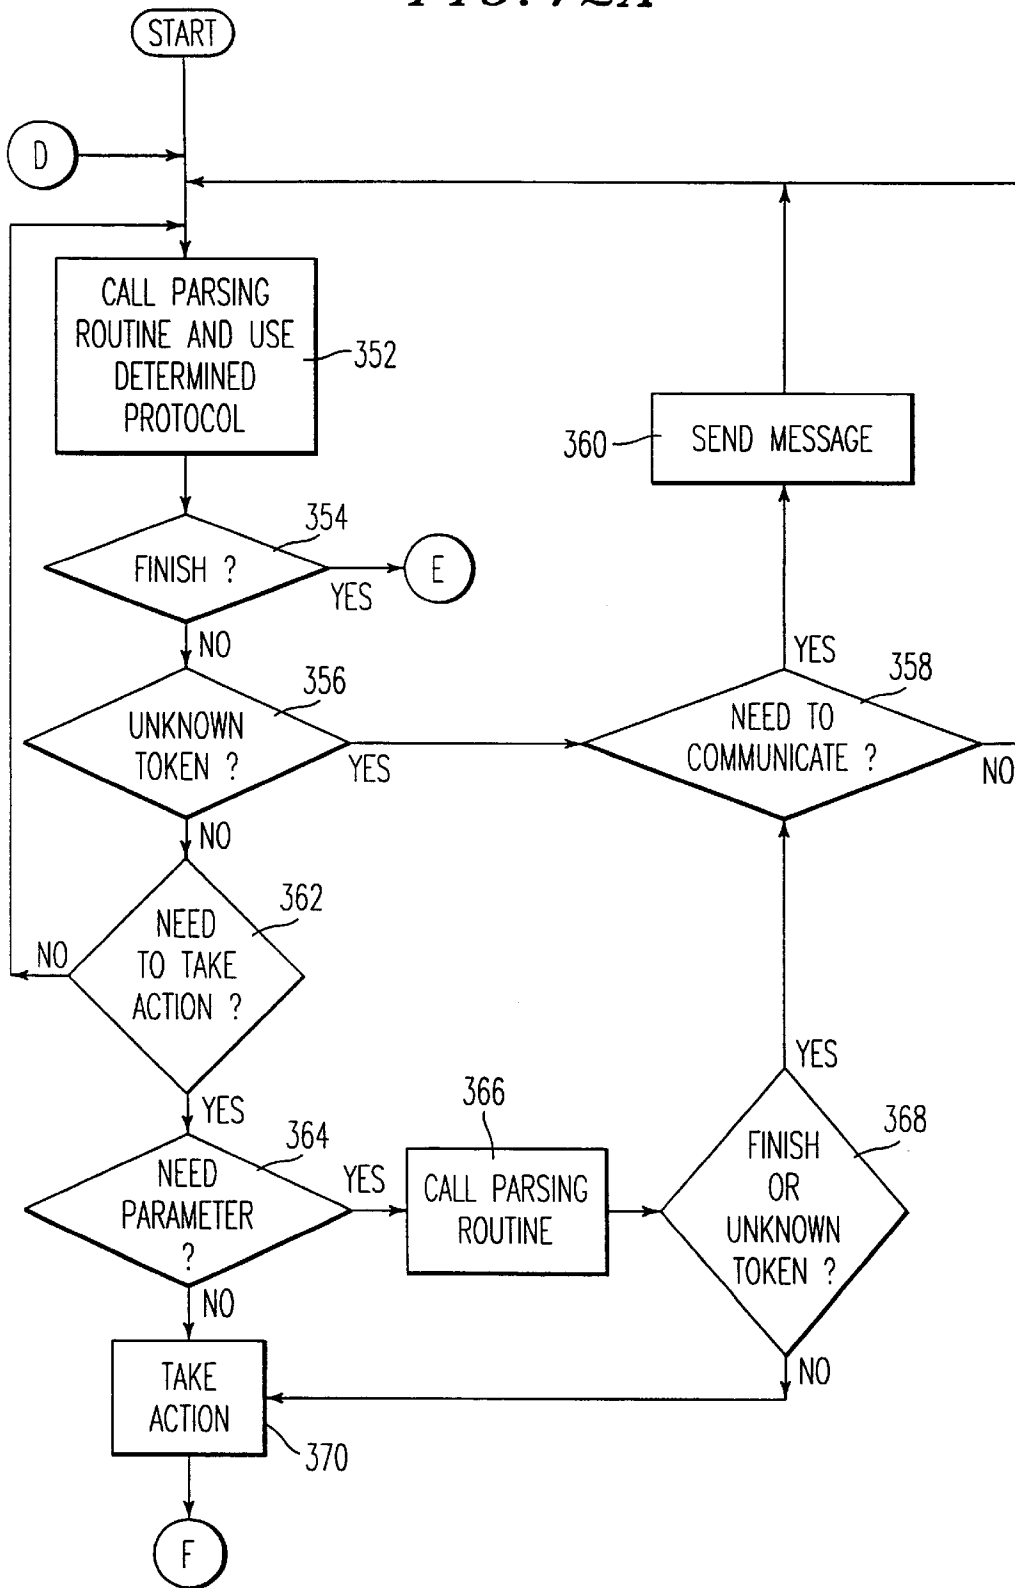 START
D
CALL PARSING
ROUTINE AND USE
DETERMINED
PROTOCOL
352
360
SEND MESSAGE
354
FINISH ?
YES
E
NO
356
UNKNOWN
TOKEN ?
YES
YES
358
NEED TO
COMMUNICATE ?
NO
NO
362
NEED
TO TAKE
ACTION ?
NO
YES
364
NEED
PARAMETER
?
YES
366
CALL PARSING
ROUTINE
YES
368
FINISH
OR
UNKNOWN
TOKEN ?
NO
NO
TAKE
ACTION
370
F